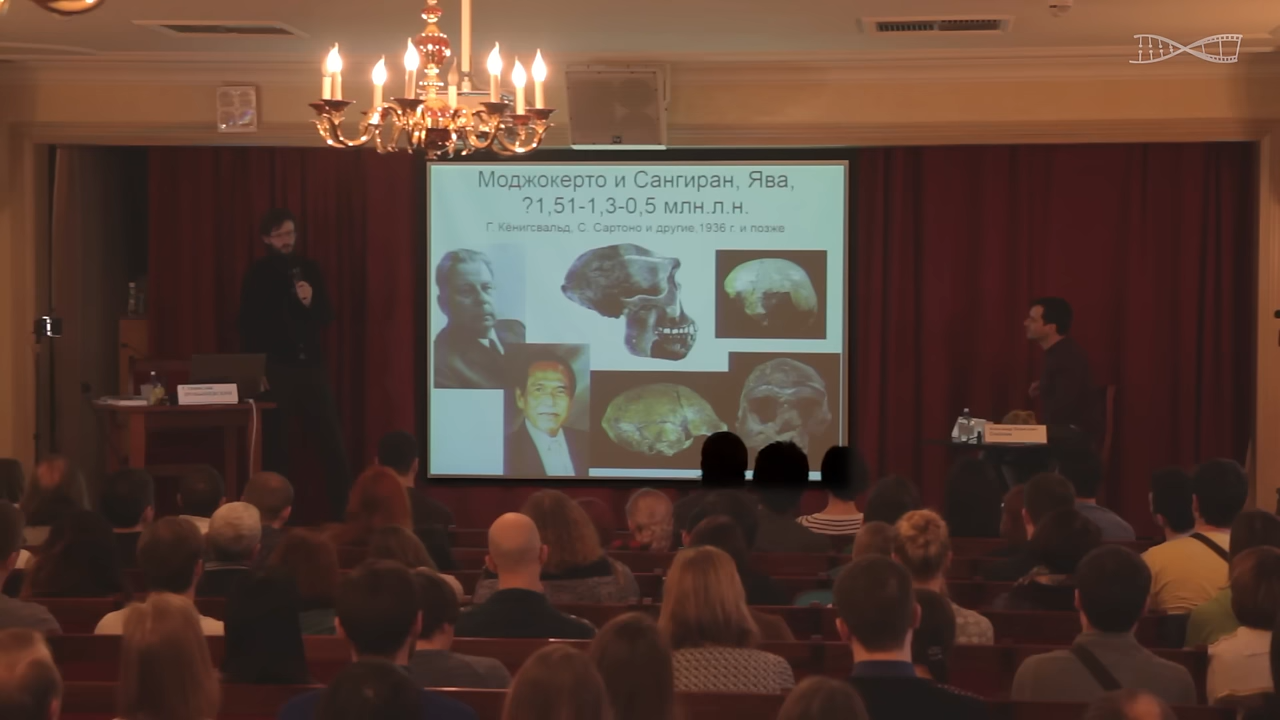 Моджокерто и Сангиран, Ява,
?1,51-1,3-0,5 млн.л.н.
Г. Кёнигсвальд, С. Сартоно и другие,1936 г. и позже